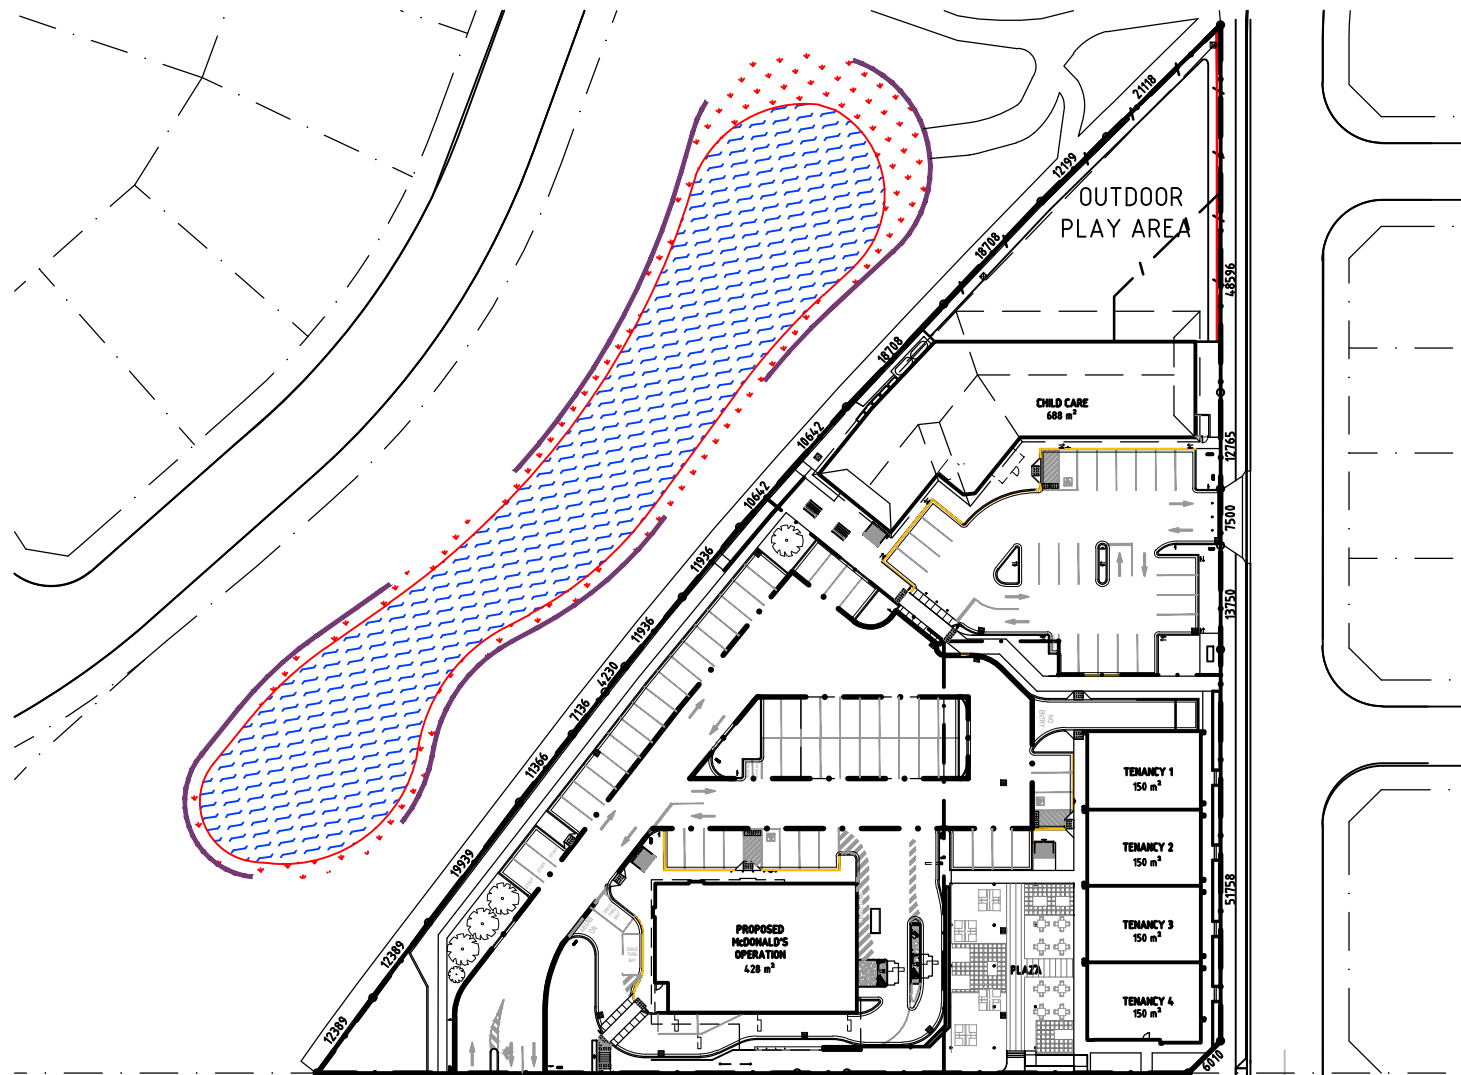 21118
12199
OUTDOOR
PLAY AREA
18708
48596
18708
CHILD CARE
688 m²
10642
12765
10642
7500
11936
13750
11936
4230
7136
NO
ENTRY
11366
TENANCY 1
150 m²
TENANCY 2
150 m²
19939
51758
PROPOSED
McDONALD'S
OPERATION
428 m²
TENANCY 3
150 m²
12389
PLAZA
TENANCY 4
150 m²
12389
6010